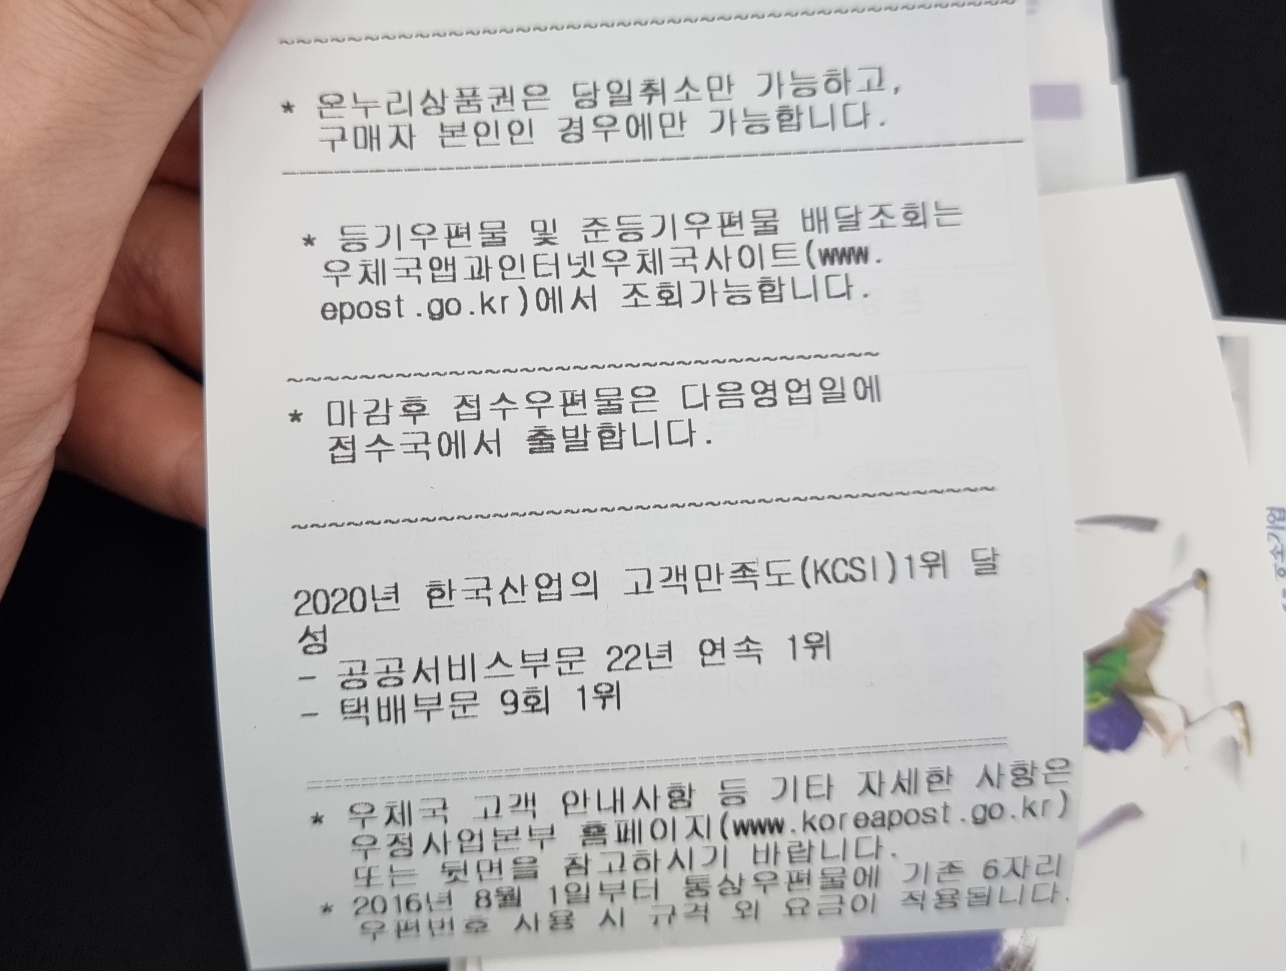 * 온누리상품권은 당일취소만 가능하고,
구매자 본인인 경우에만 가능합니다.
* 등기우편물 및 준등기우편물 배달조회는
우체국앱과인터넷우체국사이트(www.
epost.go.kr)에서 조회가능합니다.
* 마감후 접수우편물은 다음영업일에
접수국에서 출발합니다.
2020년 한국산업의 고객만족도(KCSI)1위 달
성
- 공공서비스부문 22년 연속 1위
- 택배부문 9회 1위
* 우체국 고객 안내사항 등 기타 자세한 사항은
우정사업본부 홈페이지(www.koreapost.go.kr)
또는 뒷면을 참고하시기 바랍니다.
* 2016년 8월 1일부터 통상우편물에 기존 6자리
우편번호 사용 시 규격 외 요금이 적용됩니다.